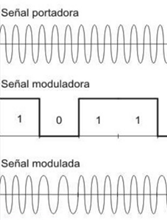 Señal portadora
Señal moduladora
1 0 1 1
Señal modulada